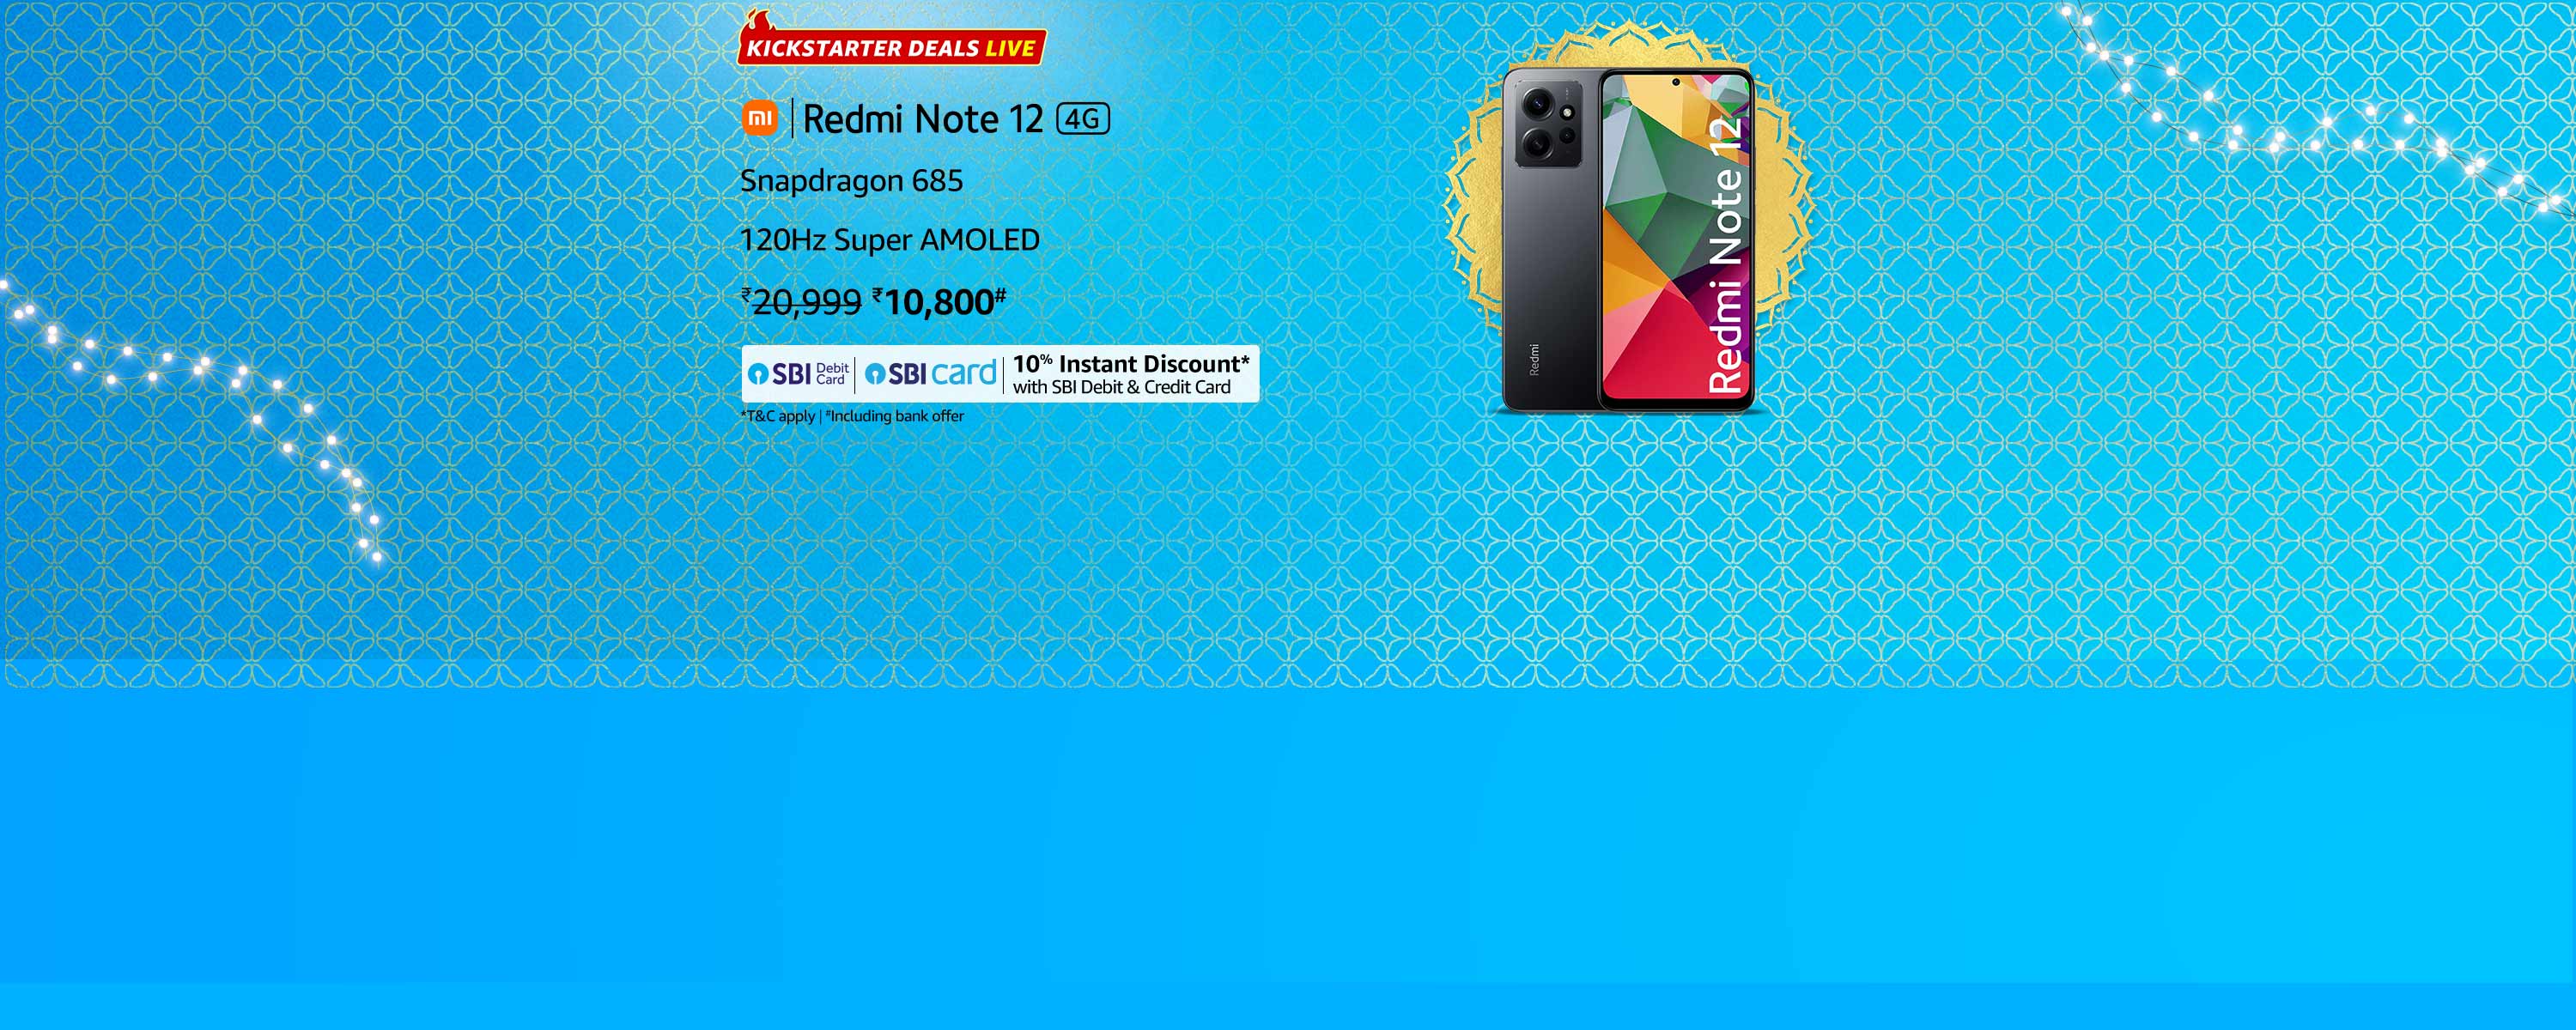 KICKSTARTER DEALS LIVE
mi | Redmi Note 12 4G
Snapdragon 685
120Hz Super AMOLED
₹20,999 ₹10,800#
SBI Debit Card | SBI card | 10% Instant Discount*
with SBI Debit & Credit Card
*T&C apply | #Including bank offer
Redmi
Redmi Note 12